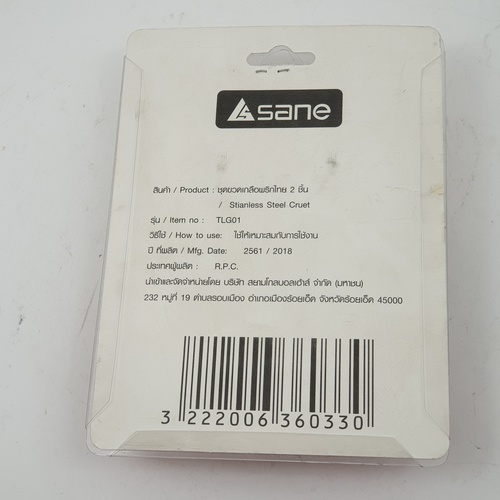 sane
สินค้า / Product : ชุดขวดเกลือพริกไทย 2 ชิ้น
/ Stianless Steel Cruet
รุ่น / Item no : TLG01
วิธีใช้ / How to use: ใช้ให้เหมาะสมกับการใช้งาน
ปี ที่ผลิต / Mfg. Date: 2561 / 2018
ประเทศผู้ผลิต : R.P.C.
นำเข้าและจัดจำหน่ายโดย บริษัท สยามโกลบอลเฮ้าส์ จำกัด (มหาชน)
232 หมู่ที่ 19 ตำบลรอบเมือง อำเภอเมืองร้อยเอ็ด จังหวัดร้อยเอ็ด 45000
3 222006 360330